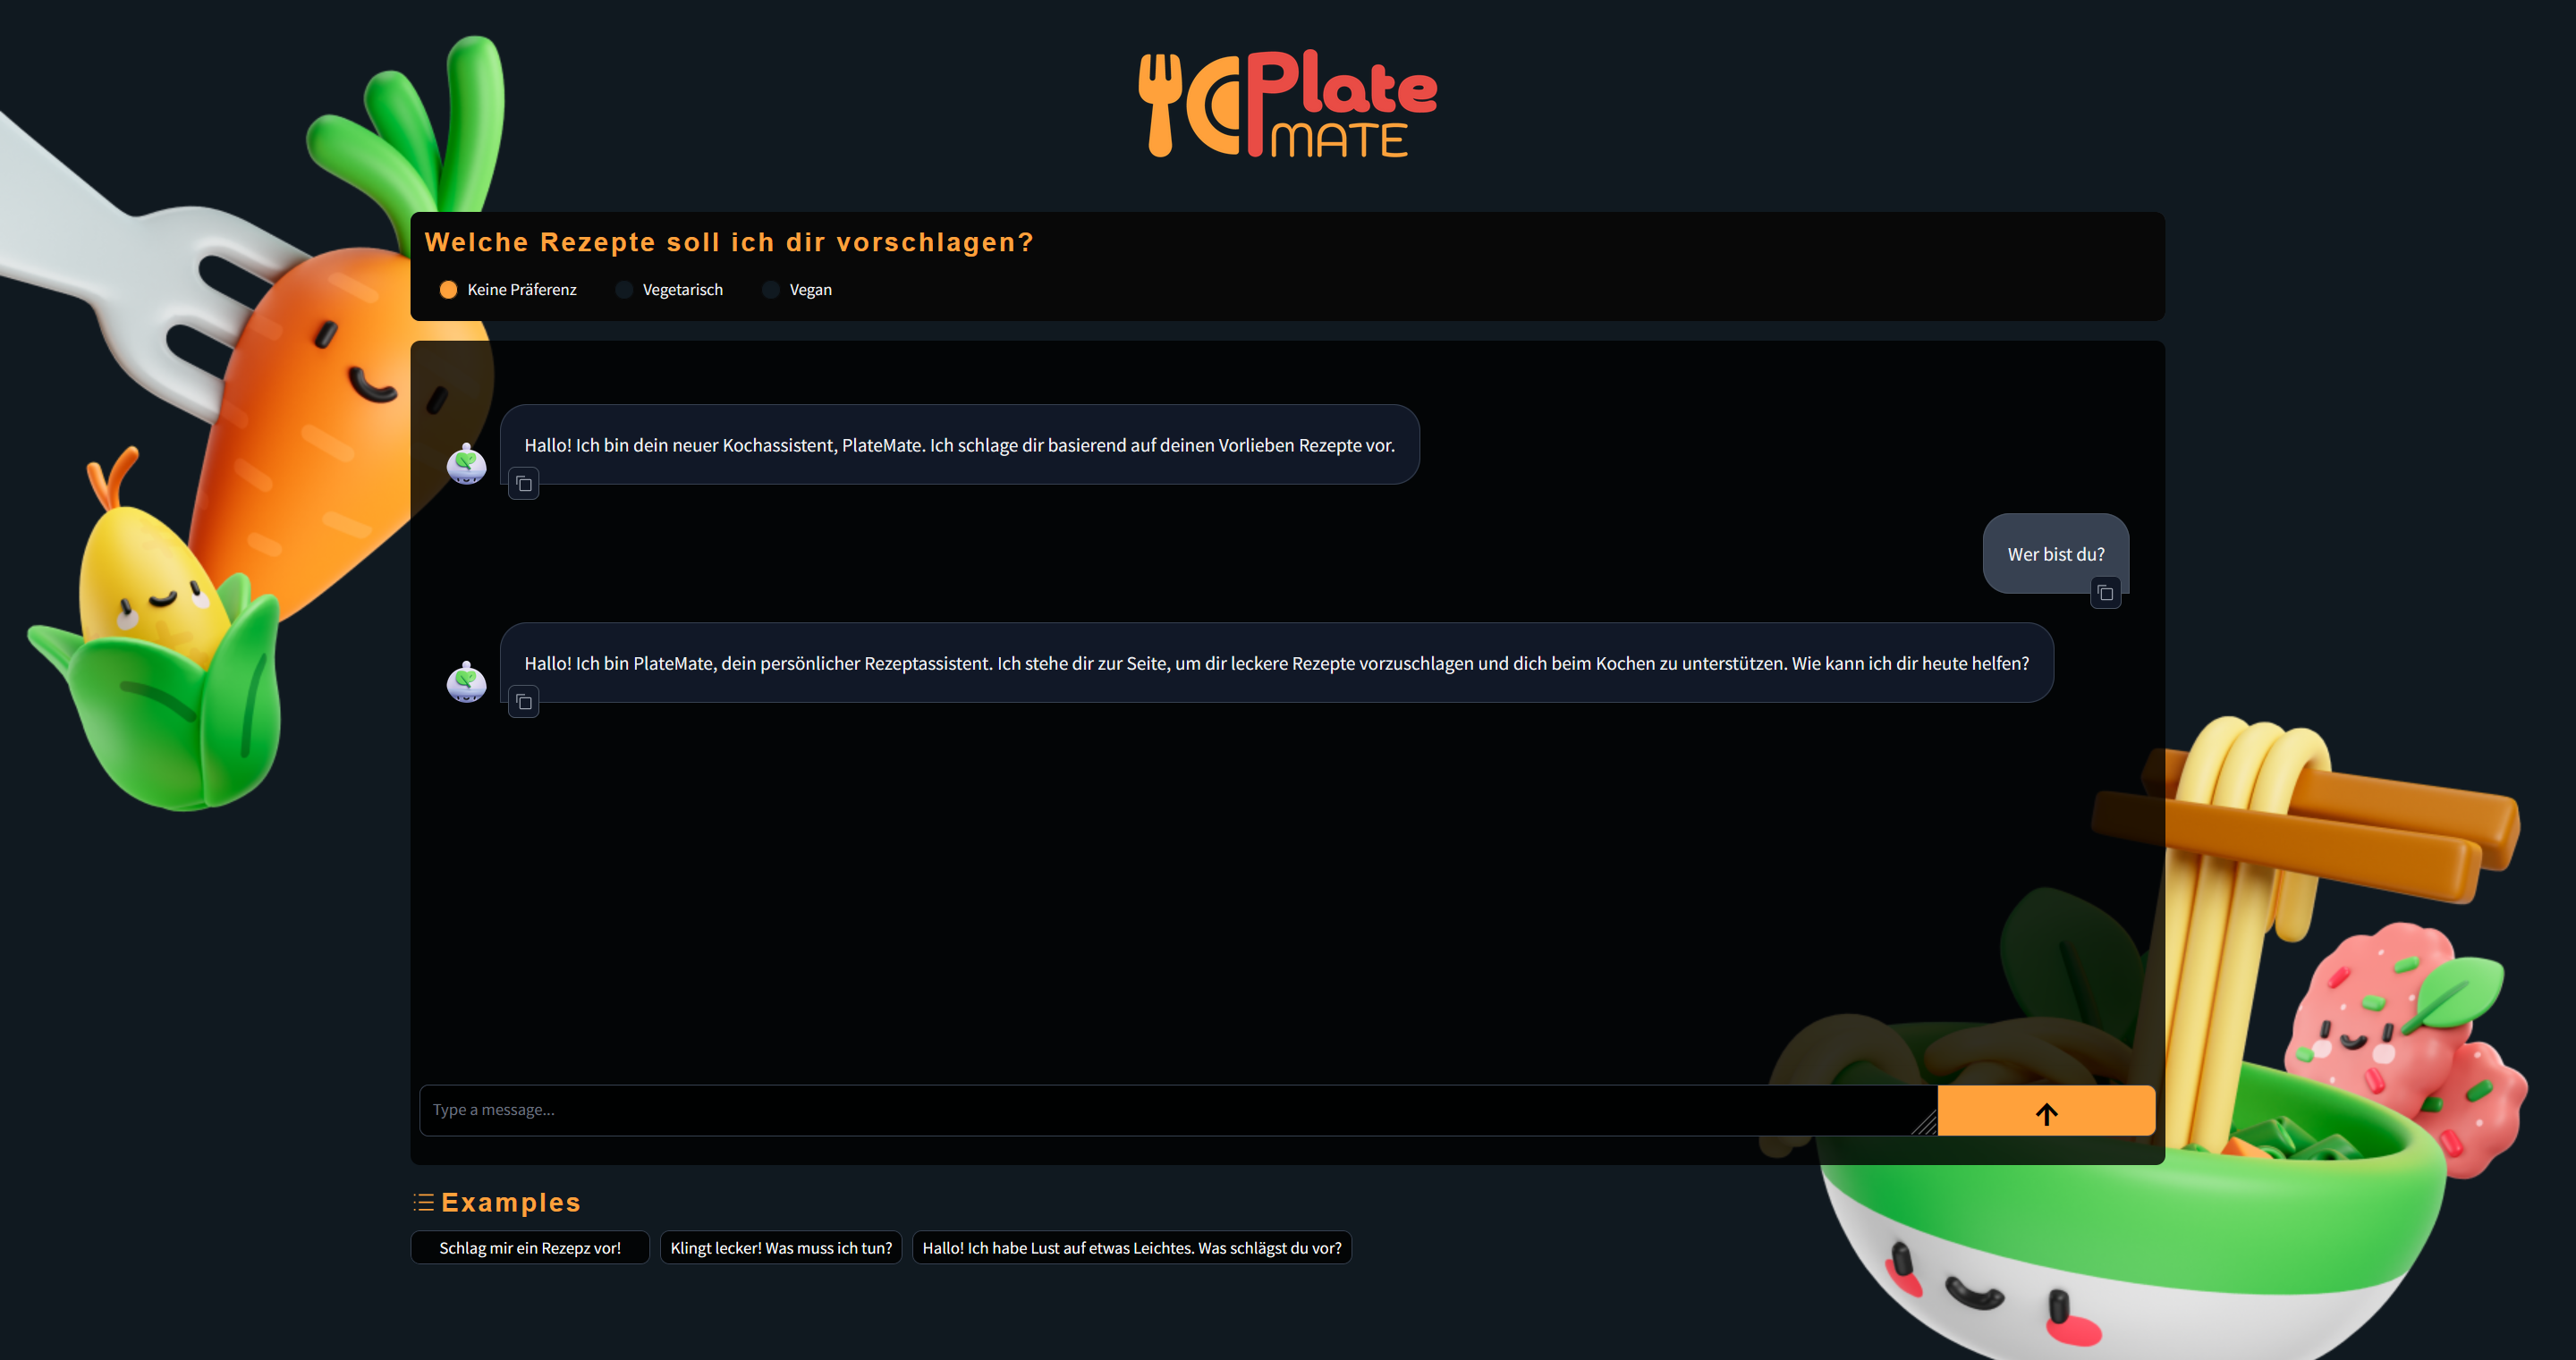 Plate
MATE
Welche Rezepte soll ich dir vorschlagen?
Keine Präferenz Vegetarisch Vegan
Hallo! Ich bin dein neuer Kochassistent, PlateMate. Ich schlage dir basierend auf deinen Vorlieben Rezepte vor.
Wer bist du?
Hallo! Ich bin PlateMate, dein persönlicher Rezeptassistent. Ich stehe dir zur Seite, um dir leckere Rezepte vorzuschlagen und dich beim Kochen zu unterstützen. Wie kann ich dir heute helfen?
Type a message...
Examples
Schlag mir ein Rezepz vor! Klingt lecker! Was muss ich tun? Hallo! Ich habe Lust auf etwas Leichtes. Was schlägst du vor?